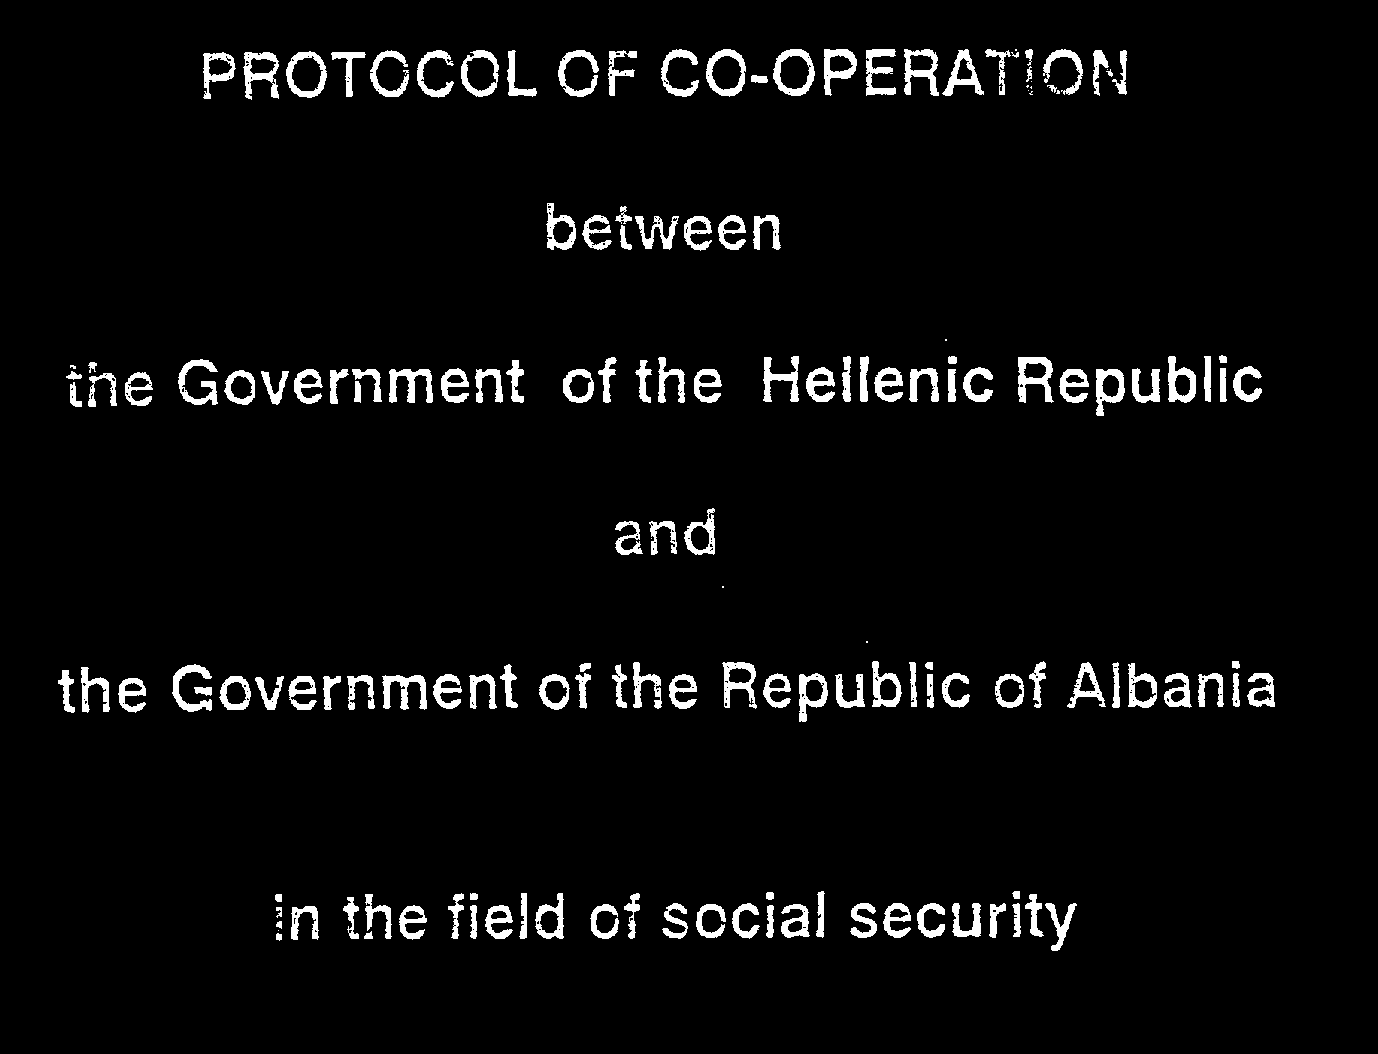 PROTOCOL OF CO-OPERATION
between
the Government of the Hellenic Republic
and
the Government of the Republic of Albania
in the field of social security